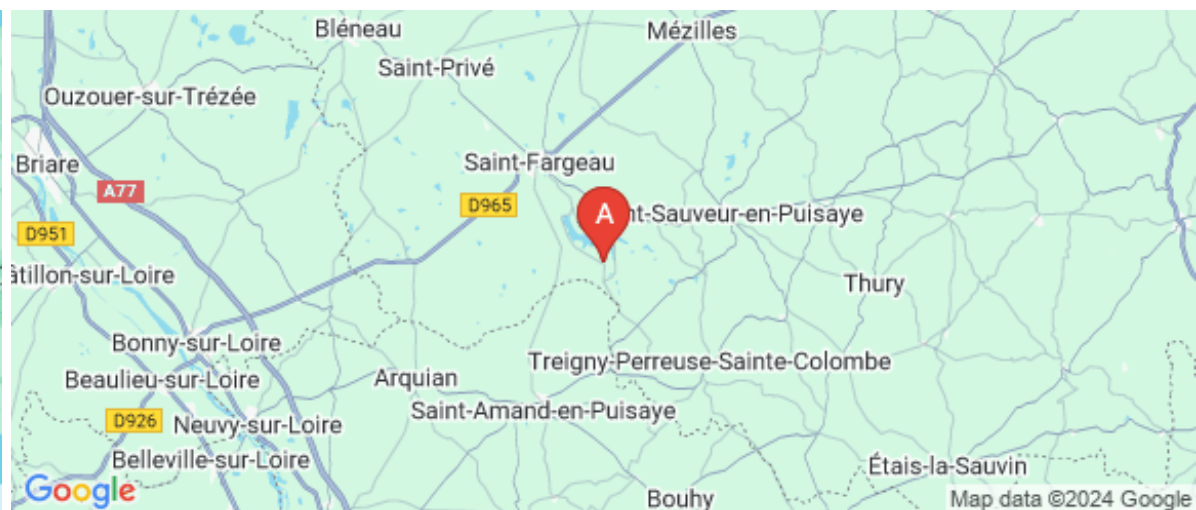 Bléneau
Mézilles
Saint-Privé
Ouzouer-sur-Trézée
Briare
Saint-Fargeau
A77
D965
A
nt-Sauveur-en-Puisaye
D951
âtillon-sur-Loire
Thury
Bonny-sur-Loire
Treigny-Perreuse-Sainte-Colombe
Beaulieu-sur-Loire
Arquian
Saint-Amand-en-Puisaye
D926
Neuvy-sur-Loire
Belleville-sur-Loire
Étais-la-Sauvin
Google
Bouhy
Map data ©2024 Google